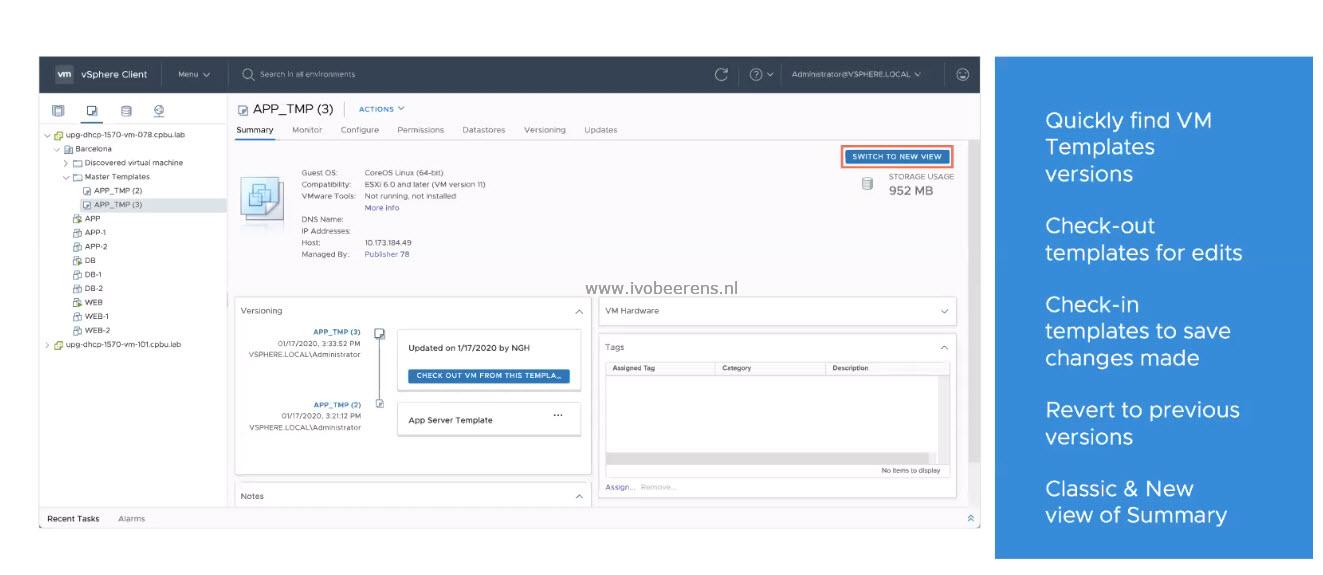 vm vSphere Client Menu Search in all environments Administrator@VSPHERE.LOCAL
APP_TMP (3) ACTIONS
Summary Monitor Configure Permissions Datastores Versioning Updates
upg-dhcp-1570-vm-078.cpbu.lab
Barcelona
Discovered virtual machine
Master Templates
APP_TMP (2)
APP_TMP (3)
APP
APP-1
APP-2
DB
DB-1
DB-2
WEB
WEB-1
WEB-2
upg-dhcp-1570-vm-101.cpbu.lab
SWITCH TO NEW VIEW
Guest OS: CoreOS Linux (64-bit)
Compatibility: ESXi 6.0 and later (VM version 11)
VMware Tools: Not running, not installed
More info
DNS Name:
IP Addresses:
Host: 10.173.184.49
Managed By: Publisher 78
STORAGE USAGE
952 MB
www.ivobeerens.nl
Versioning
APP_TMP (3)
01/17/2020, 3:33:52 PM
VSPHERE.LOCAL\Administrator
Updated on 1/17/2020 by NGH
CHECK OUT VM FROM THIS TEMPLA...
APP_TMP (2)
01/17/2020, 3:21:12 PM
VSPHERE.LOCAL\Administrator
App Server Template ...
Notes
VM Hardware
Tags
Assigned Tag Category Description
No items to display
Assign... Remove...
Recent Tasks Alarms
Quickly find VM
Templates
versions
Check-out
templates for edits
Check-in
templates to save
changes made
Revert to previous
versions
Classic & New
view of Summary